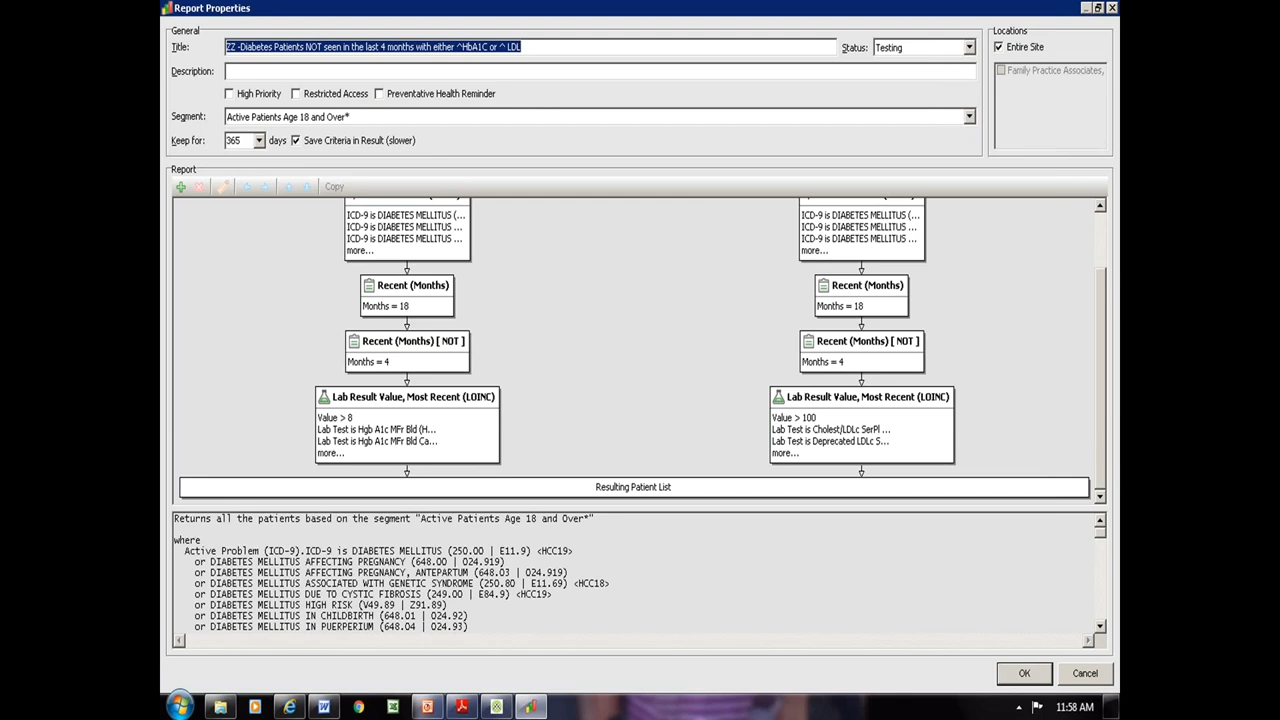 Report Properties
General
Title: ZZ -Diabetes Patients NOT seen in the last 4 months with either ^HbA1C or ^ LDL
Status: Testing
Locations
Entire Site
Family Practice Associates,
Description:
High Priority Restricted Access Preventative Health Reminder
Segment: Active Patients Age 18 and Over*
Keep for: 365 days Save Criteria in Result (slower)
Report
Copy
ICD-9 is DIABETES MELLITUS (...
ICD-9 is DIABETES MELLITUS ...
ICD-9 is DIABETES MELLITUS ...
more...
Recent (Months)
Months = 18
Recent (Months) [ NOT ]
Months = 4
Lab Result Value, Most Recent (LOINC)
Value > 8
Lab Test is Hgb A1c MFr Bld (H...
Lab Test is Hgb A1c MFr Bld Ca...
more...
ICD-9 is DIABETES MELLITUS (...
ICD-9 is DIABETES MELLITUS ...
ICD-9 is DIABETES MELLITUS ...
more...
Recent (Months)
Months = 18
Recent (Months) [ NOT ]
Months = 4
Lab Result Value, Most Recent (LOINC)
Value > 100
Lab Test is Cholest/LDLc SerPl ...
Lab Test is Deprecated LDLc S...
more...
Resulting Patient List
Returns all the patients based on the segment "Active Patients Age 18 and Over*"
where
Active Problem (ICD-9).ICD-9 is DIABETES MELLITUS (250.00 | E11.9) <HCC19>
or DIABETES MELLITUS AFFECTING PREGNANCY (648.00 | O24.919)
or DIABETES MELLITUS AFFECTING PREGNANCY, ANTEPARTUM (648.03 | O24.919)
or DIABETES MELLITUS ASSOCIATED WITH GENETIC SYNDROME (250.80 | E11.69) <HCC18>
or DIABETES MELLITUS DUE TO CYSTIC FIBROSIS (249.00 | E84.9) <HCC19>
or DIABETES MELLITUS HIGH RISK (V49.89 | Z91.89)
or DIABETES MELLITUS IN CHILDBIRTH (648.01 | O24.92)
or DIABETES MELLITUS IN PUERPERIUM (648.04 | O24.93)
OK Cancel
11:58 AM